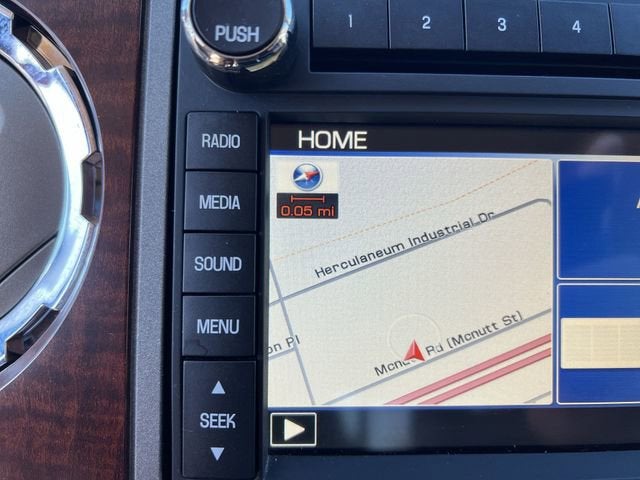 PUSH
1 2 3 4
RADIO
HOME
MEDIA
0.05 mi
SOUND
Herculaneum Industrial Dr
MENU
on Pl
Rd (Mcnutt St)
SEEK